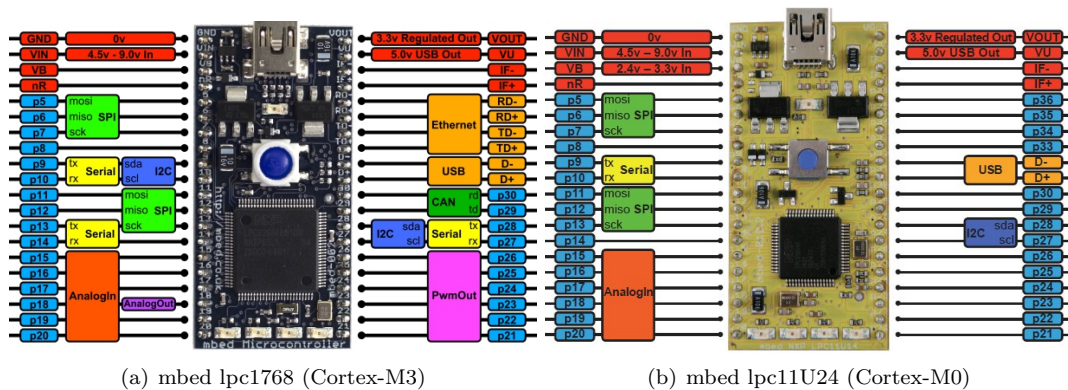 GND 0v 3.3v Regulated Out VOUT
VIN 4.5v - 9.0v In 5.0v USB Out VU
VB IF-
nR IF+
p5 mosi RD-
p6 miso SPI Ethernet RD+
p7 sck TD-
p8 TD+
p9 tx Serial sda I2C USB D-
p10 rx scl D+
p11 mosi CAN rd p30
p12 miso SPI td p29
p13 tx Serial sck I2C sda Serial tx p28
p14 rx scl rx p27
p15 p26
p16 p25
p17 AnalogIn PwmOut p24
p18 AnalogOut p23
p19 p22
p20 p21
mbed Microcontroller
GND 0v 3.3v Regulated Out VOUT
VIN 4.5v – 9.0v In 5.0v USB Out VU
VB 2.4v – 3.3v In IF-
nR IF+
p5 mosi p36
p6 miso SPI p35
p7 sck p34
p8 p33
p9 tx Serial USB D-
p10 rx D+
p11 mosi p30
p12 miso SPI p29
p13 sck I2C sda p28
p14 scl p27
p15 p26
p16 p25
p17 AnalogIn p24
p18 p23
p19 p22
p20 p21
mbed NXP LPC11U24
(a) mbed lpc1768 (Cortex-M3)
(b) mbed lpc11U24 (Cortex-M0)